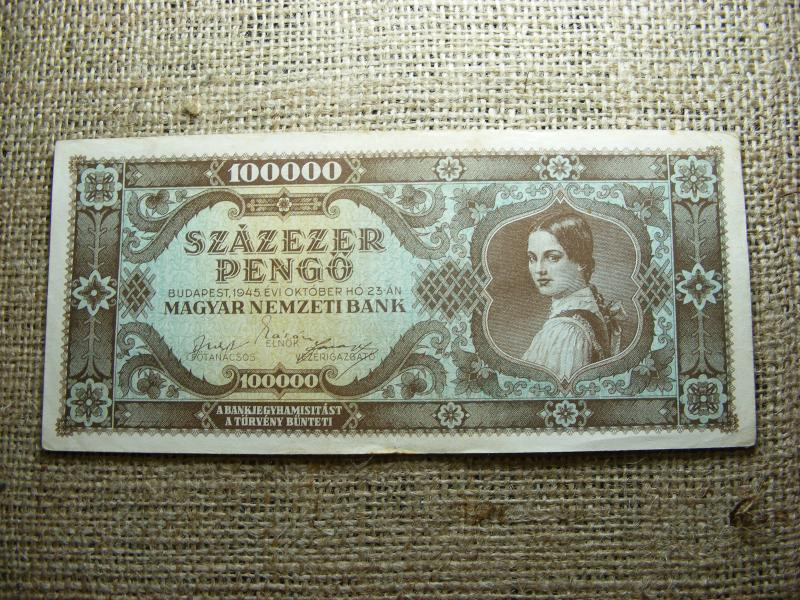 100000
SZÁZEZER
PENGŐ
BUDAPEST, 1945. ÉVI OKTÓBER HÓ 23-ÁN
MAGYAR NEMZETI BANK
ELNÖK
FŐTANÁCSOS VEZÉRIGAZGATÓ
100000
A BANKJEGYHAMISITÁST
A TÖRVÉNY BÜNTETI